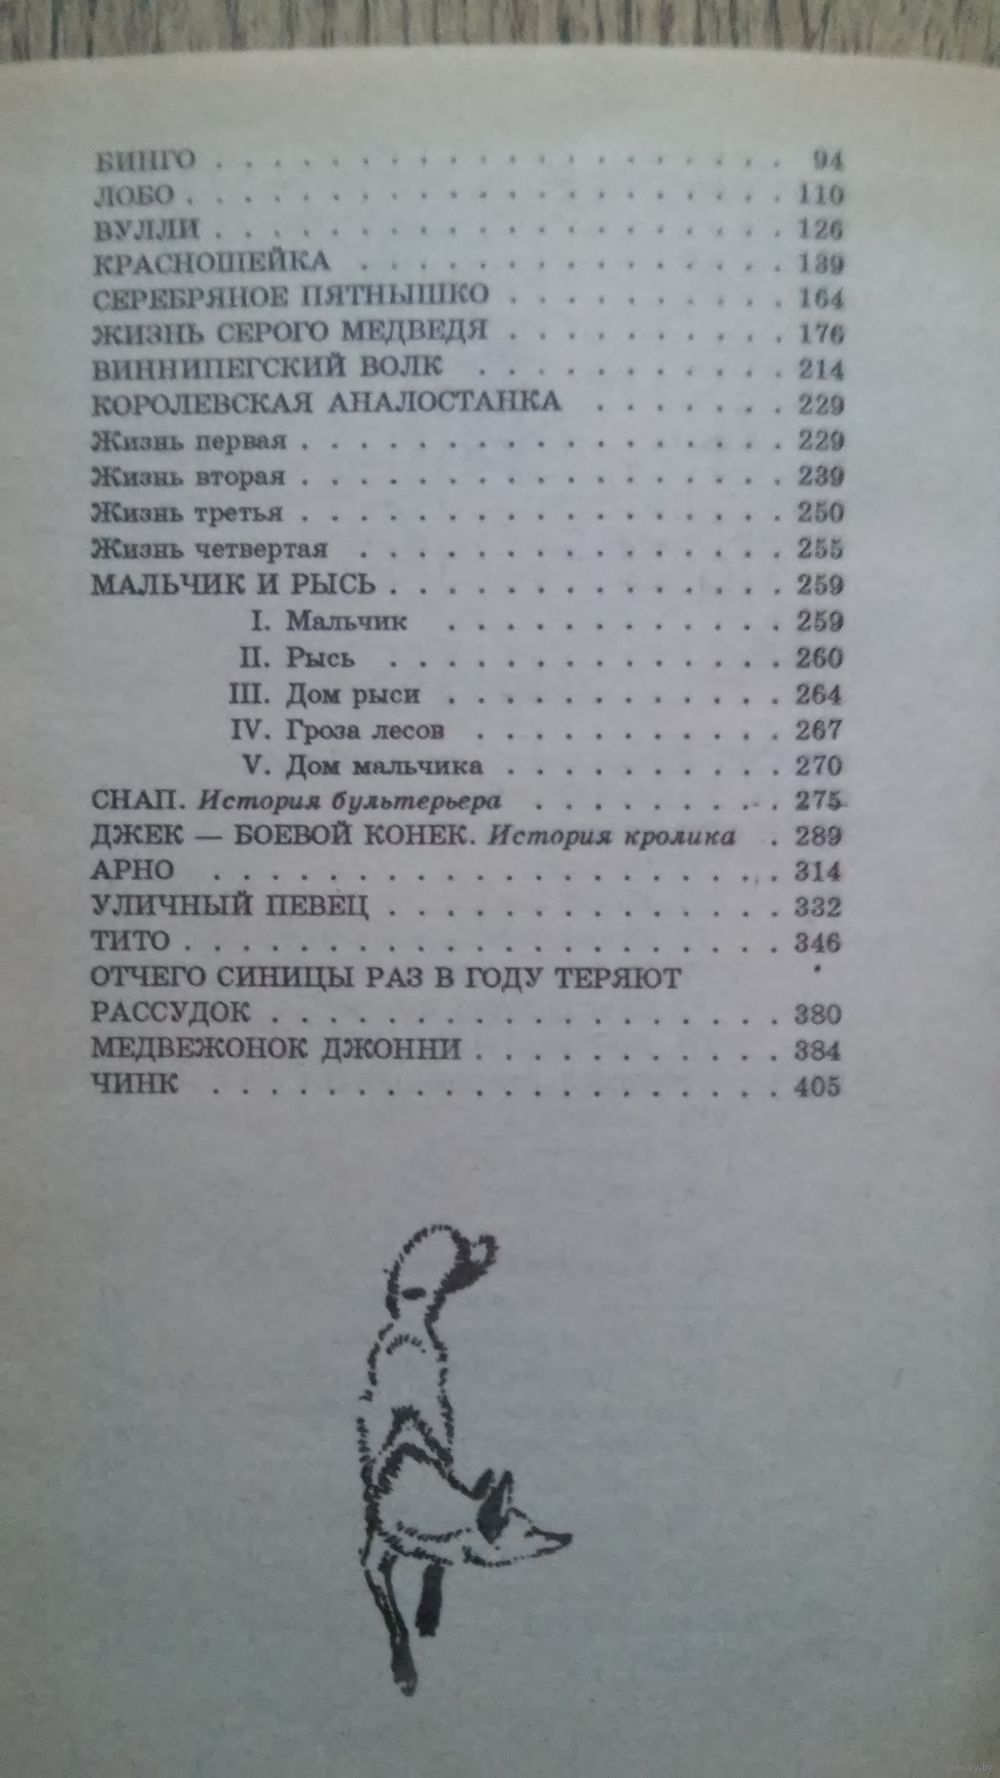 БИНГО . . . . . . . . . . . . . . . . . . . . 94
ЛОБО . . . . . . . . . . . . . . . . . . . . . 110
ВУЛЛИ . . . . . . . . . . . . . . . . . . . . 126
КРАСНОШЕЙКА . . . . . . . . . . . . . . . 139
СЕРЕБРЯНОЕ ПЯТНЫШКО . . . . . . . . . . 164
ЖИЗНЬ СЕРОГО МЕДВЕДЯ . . . . . . . . . . 176
ВИННИПЕГСКИЙ ВОЛК . . . . . . . . . . . 214
КОРОЛЕВСКАЯ АНАЛОСТАНКА . . . . . . . 229
Жизнь первая . . . . . . . . . . . . . . . . . 229
Жизнь вторая . . . . . . . . . . . . . . . . . 239
Жизнь третья . . . . . . . . . . . . . . . . . 250
Жизнь четвертая . . . . . . . . . . . . . . . 255
МАЛЬЧИК И РЫСЬ . . . . . . . . . . . . . . 259
I. Мальчик . . . . . . . . . . . . 259
II. Рысь . . . . . . . . . . . . . . 260
III. Дом рыси . . . . . . . . . . . . 264
IV. Гроза лесов . . . . . . . . . . . 267
V. Дом мальчика . . . . . . . . . . 270
СНАП. История бультерьера . . . . . . . . . 275
ДЖЕК — БОЕВОЙ КОНЕК. История кролика . 289
АРНО . . . . . . . . . . . . . . . . . . . . 314
УЛИЧНЫЙ ПЕВЕЦ . . . . . . . . . . . . . . 332
ТИТО . . . . . . . . . . . . . . . . . . . . . 346
ОТЧЕГО СИНИЦЫ РАЗ В ГОДУ ТЕРЯЮТ
РАССУДОК . . . . . . . . . . . . . . . . . . 380
МЕДВЕЖОНОК ДЖОННИ . . . . . . . . . . . 384
ЧИНК . . . . . . . . . . . . . . . . . . . . 405
www.ay.by